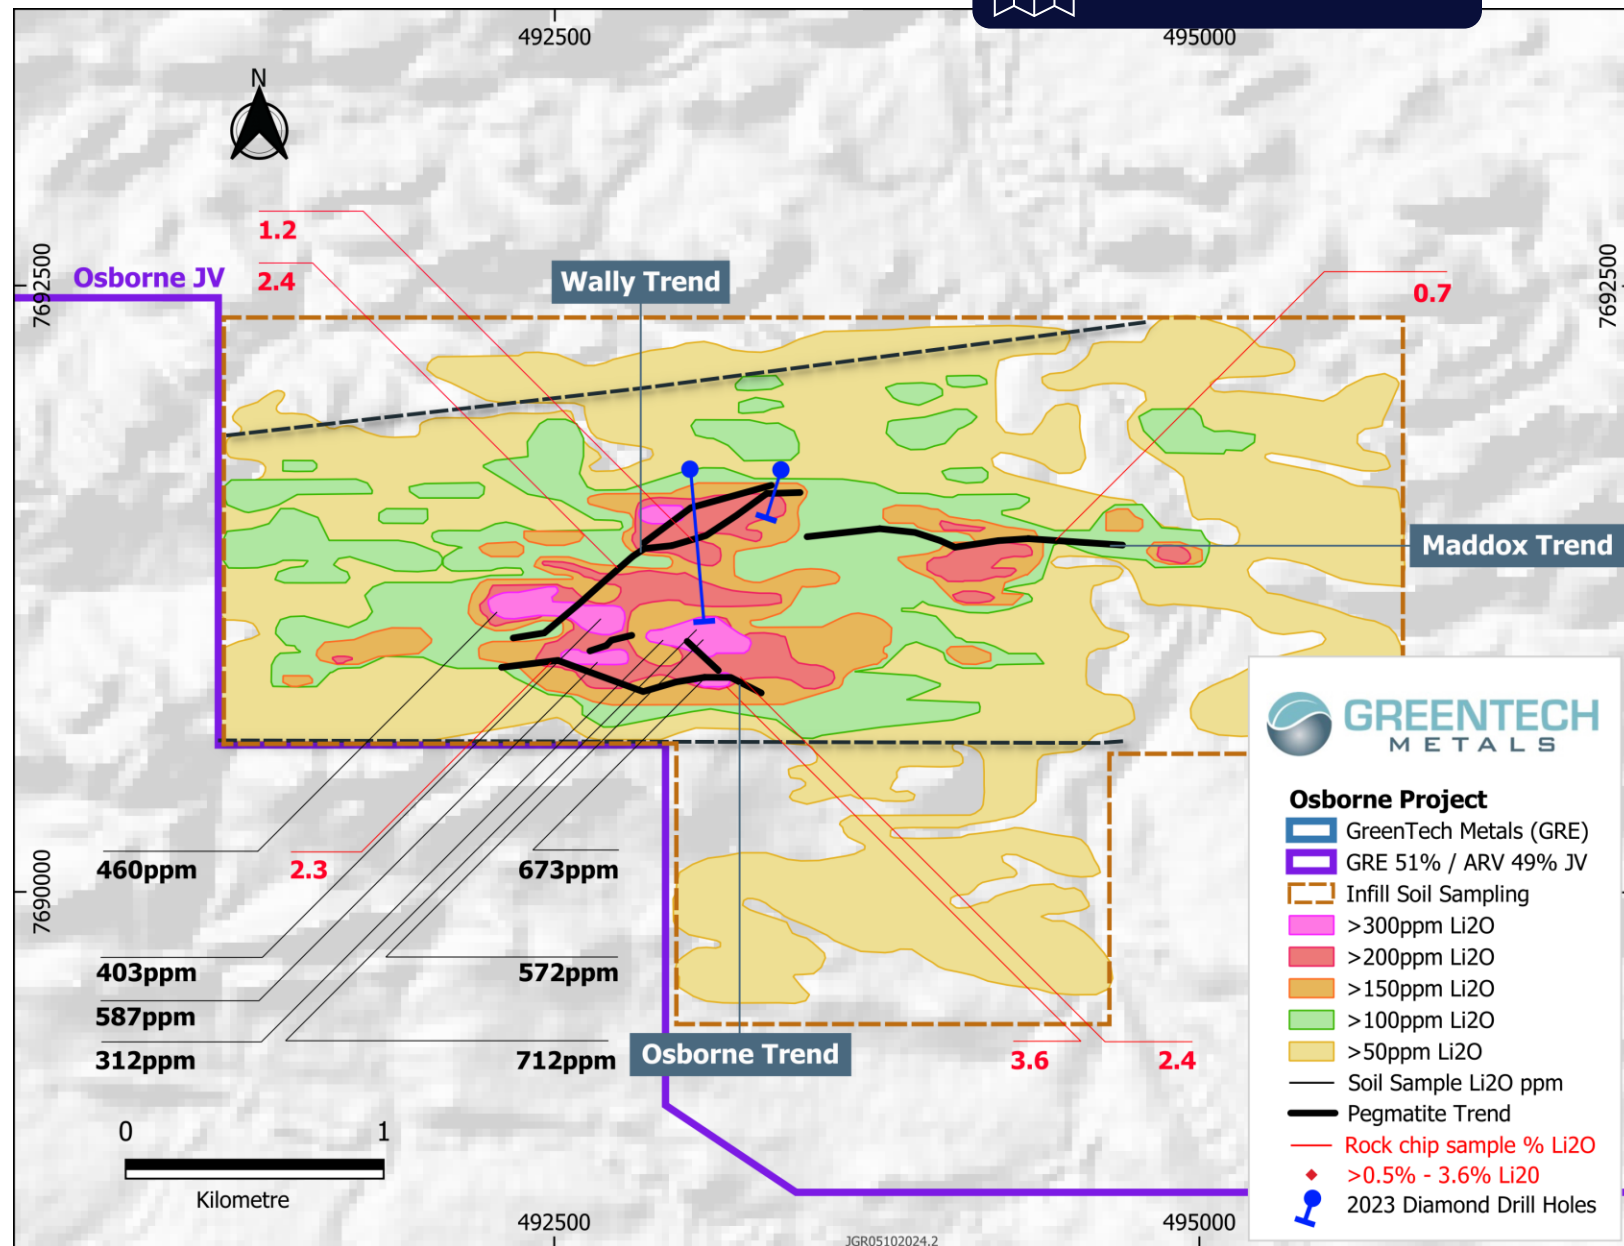 492500
495000
N
1.2
2.4
Osborne JV
Wally Trend
0.7
7692500
7692500
Maddox Trend
460ppm
2.3
673ppm
7690000
403ppm
572ppm
587ppm
312ppm
712ppm
Osborne Trend
3.6
2.4
0
1
Kilometre
492500
495000
JGR05102024.2
GREENTECH
METALS
Osborne Project
GreenTech Metals (GRE)
GRE 51% / ARV 49% JV
Infill Soil Sampling
>300ppm Li2O
>200ppm Li2O
>150ppm Li2O
>100ppm Li2O
>50ppm Li2O
Soil Sample Li2O ppm
Pegmatite Trend
Rock chip sample % Li2O
>0.5% - 3.6% Li20
2023 Diamond Drill Holes